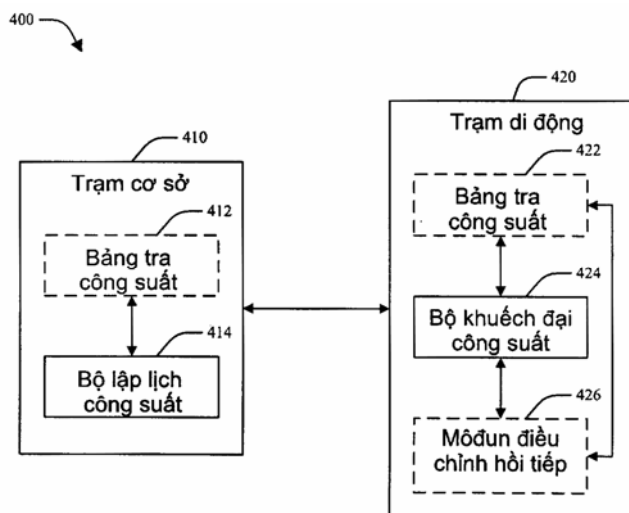 400
410
Trạm cơ sở
412
Bảng tra
công suất
414
Bộ lập lịch
công suất
420
Trạm di động
422
Bảng tra
công suất
424
Bộ khuếch đại
công suất
426
Môđun điều
chỉnh hồi tiếp